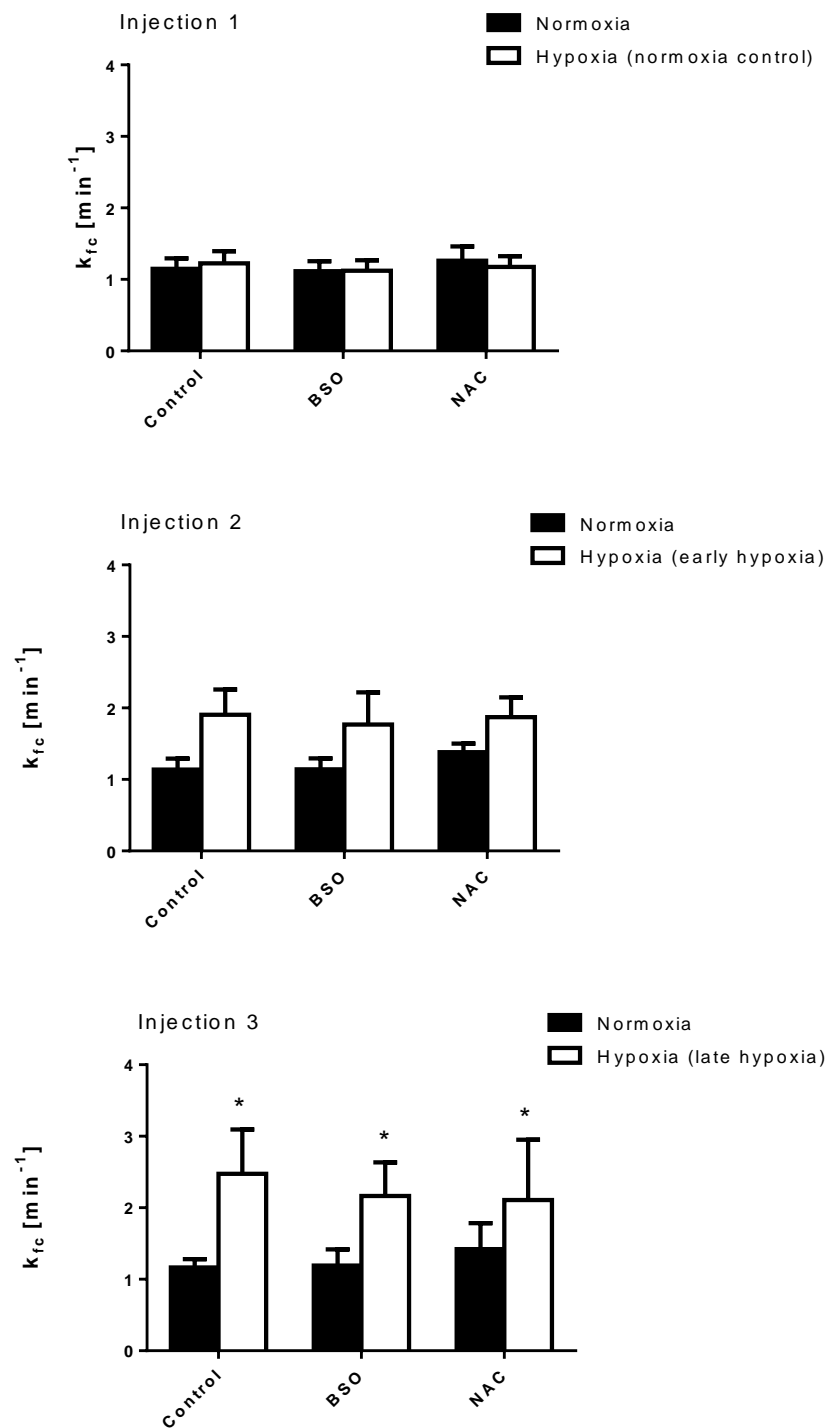 Injection 1
Normoxia
Hypoxia (normoxia control)
4
3
2
1
0
k_fc [min^-1]
Control
BSO
NAC
Injection 2
Normoxia
Hypoxia (early hypoxia)
4
3
2
1
0
k_fc [min^-1]
Control
BSO
NAC
Injection 3
Normoxia
Hypoxia (late hypoxia)
4
3
2
1
0
k_fc [min^-1]
*
*
*
Control
BSO
NAC